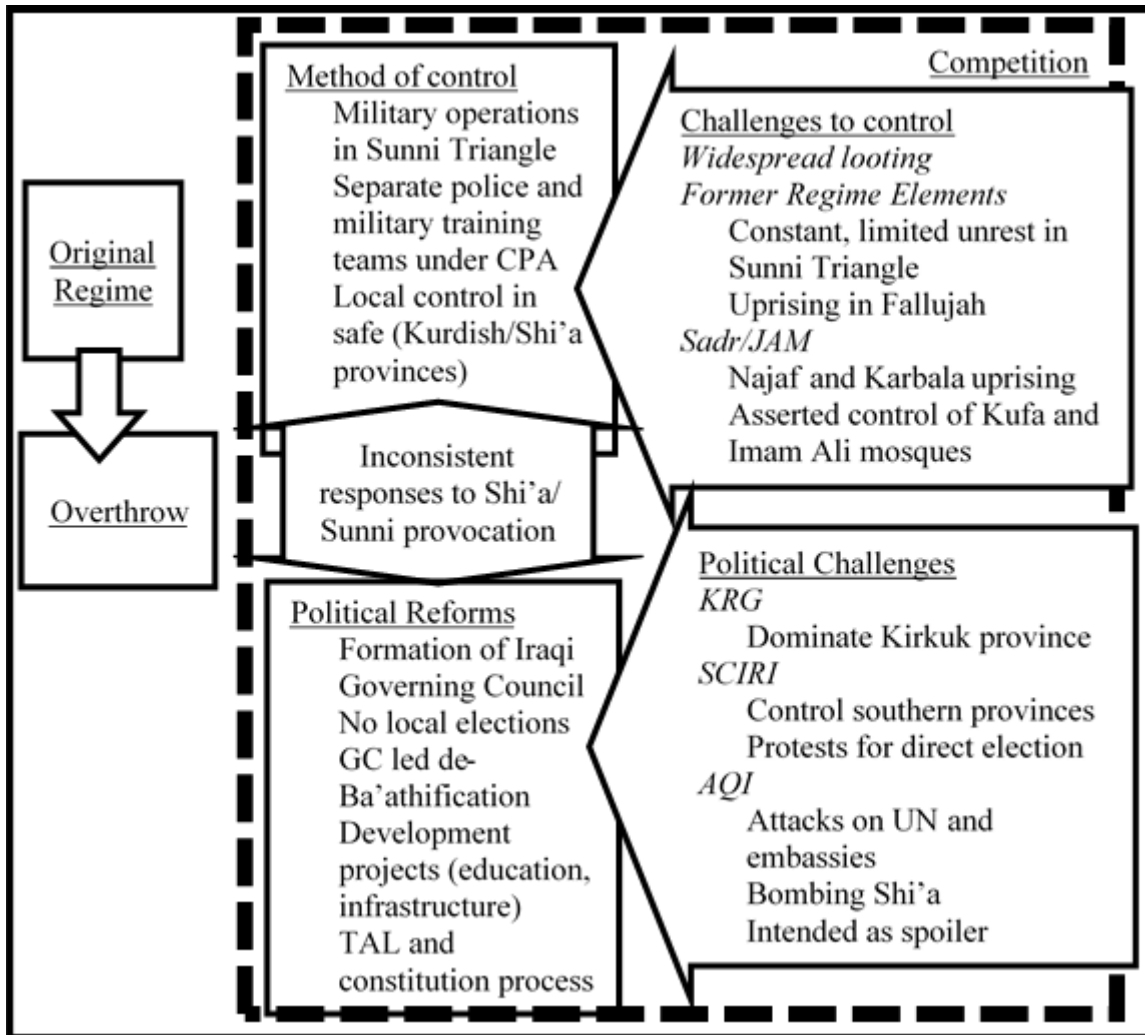 Original
Regime
Overthrow
Method of control
Military operations
in Sunni Triangle
Separate police and
military training
teams under CPA
Local control in
safe (Kurdish/Shi'a
provinces)
Inconsistent
responses to Shi'a/
Sunni provocation
Political Reforms
Formation of Iraqi
Governing Council
No local elections
GC led de-
Ba'athification
Development
projects (education,
infrastructure)
TAL and
constitution process
Competition
Challenges to control
Widespread looting
Former Regime Elements
Constant, limited unrest in
Sunni Triangle
Uprising in Fallujah
Sadr/JAM
Najaf and Karbala uprising
Asserted control of Kufa and
Imam Ali mosques
Political Challenges
KRG
Dominate Kirkuk province
SCIRI
Control southern provinces
Protests for direct election
AQI
Attacks on UN and
embassies
Bombing Shi'a
Intended as spoiler